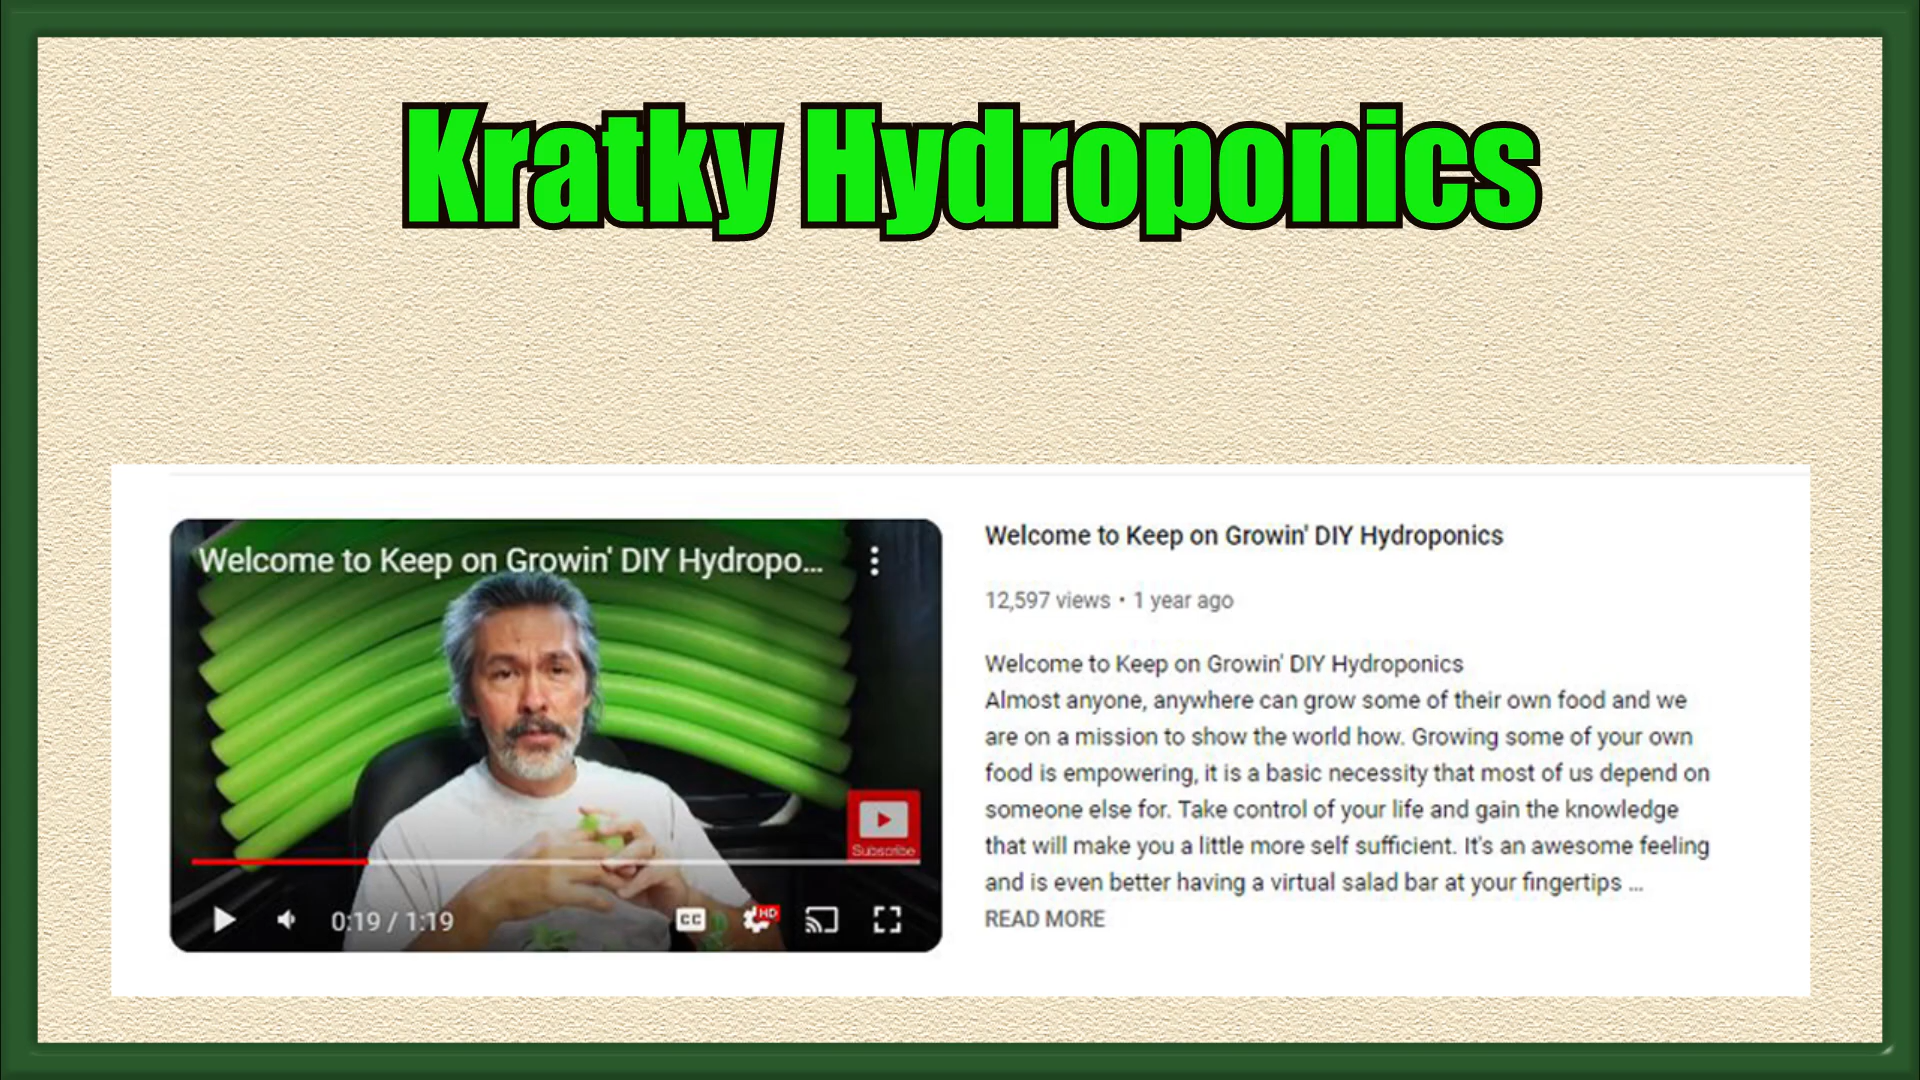 Kratky Hydroponics
Welcome to Keep on Growin' DIY Hydropo...
Subscribe
0:19 / 1:19
CC
HD
Welcome to Keep on Growin' DIY Hydroponics
12,597 views • 1 year ago
Welcome to Keep on Growin' DIY Hydroponics
Almost anyone, anywhere can grow some of their own food and we
are on a mission to show the world how. Growing some of your own
food is empowering, it is a basic necessity that most of us depend on
someone else for. Take control of your life and gain the knowledge
that will make you a little more self sufficient. It's an awesome feeling
and is even better having a virtual salad bar at your fingertips ...
READ MORE